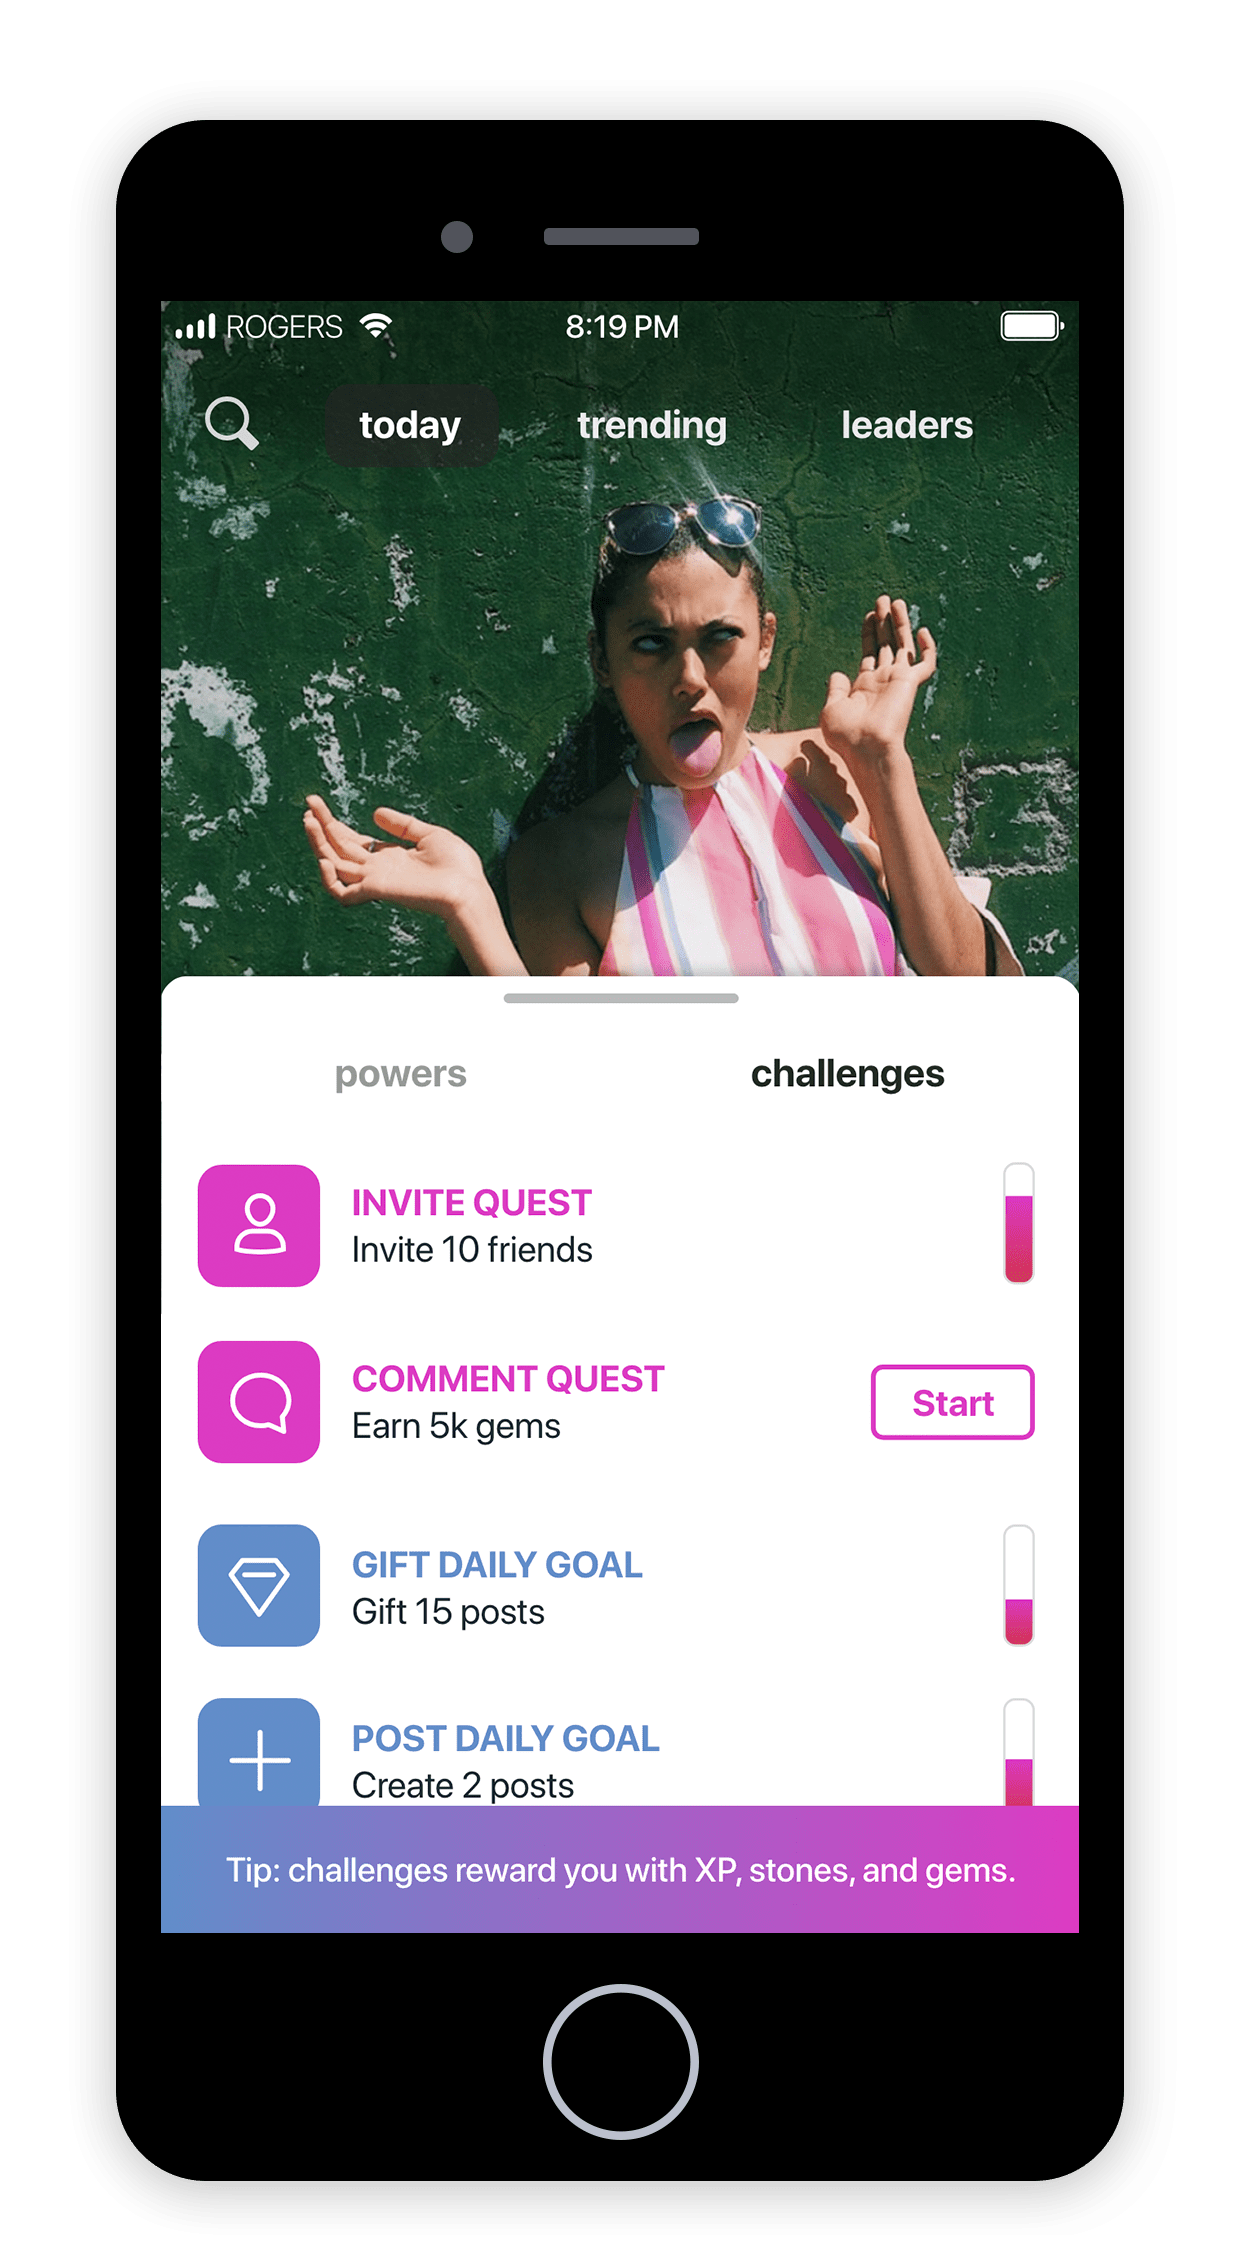 ROGERS 8:19 PM
today trending leaders
powers challenges
INVITE QUEST
Invite 10 friends
COMMENT QUEST
Earn 5k gems
Start
GIFT DAILY GOAL
Gift 15 posts
POST DAILY GOAL
Create 2 posts
Tip: challenges reward you with XP, stones, and gems.